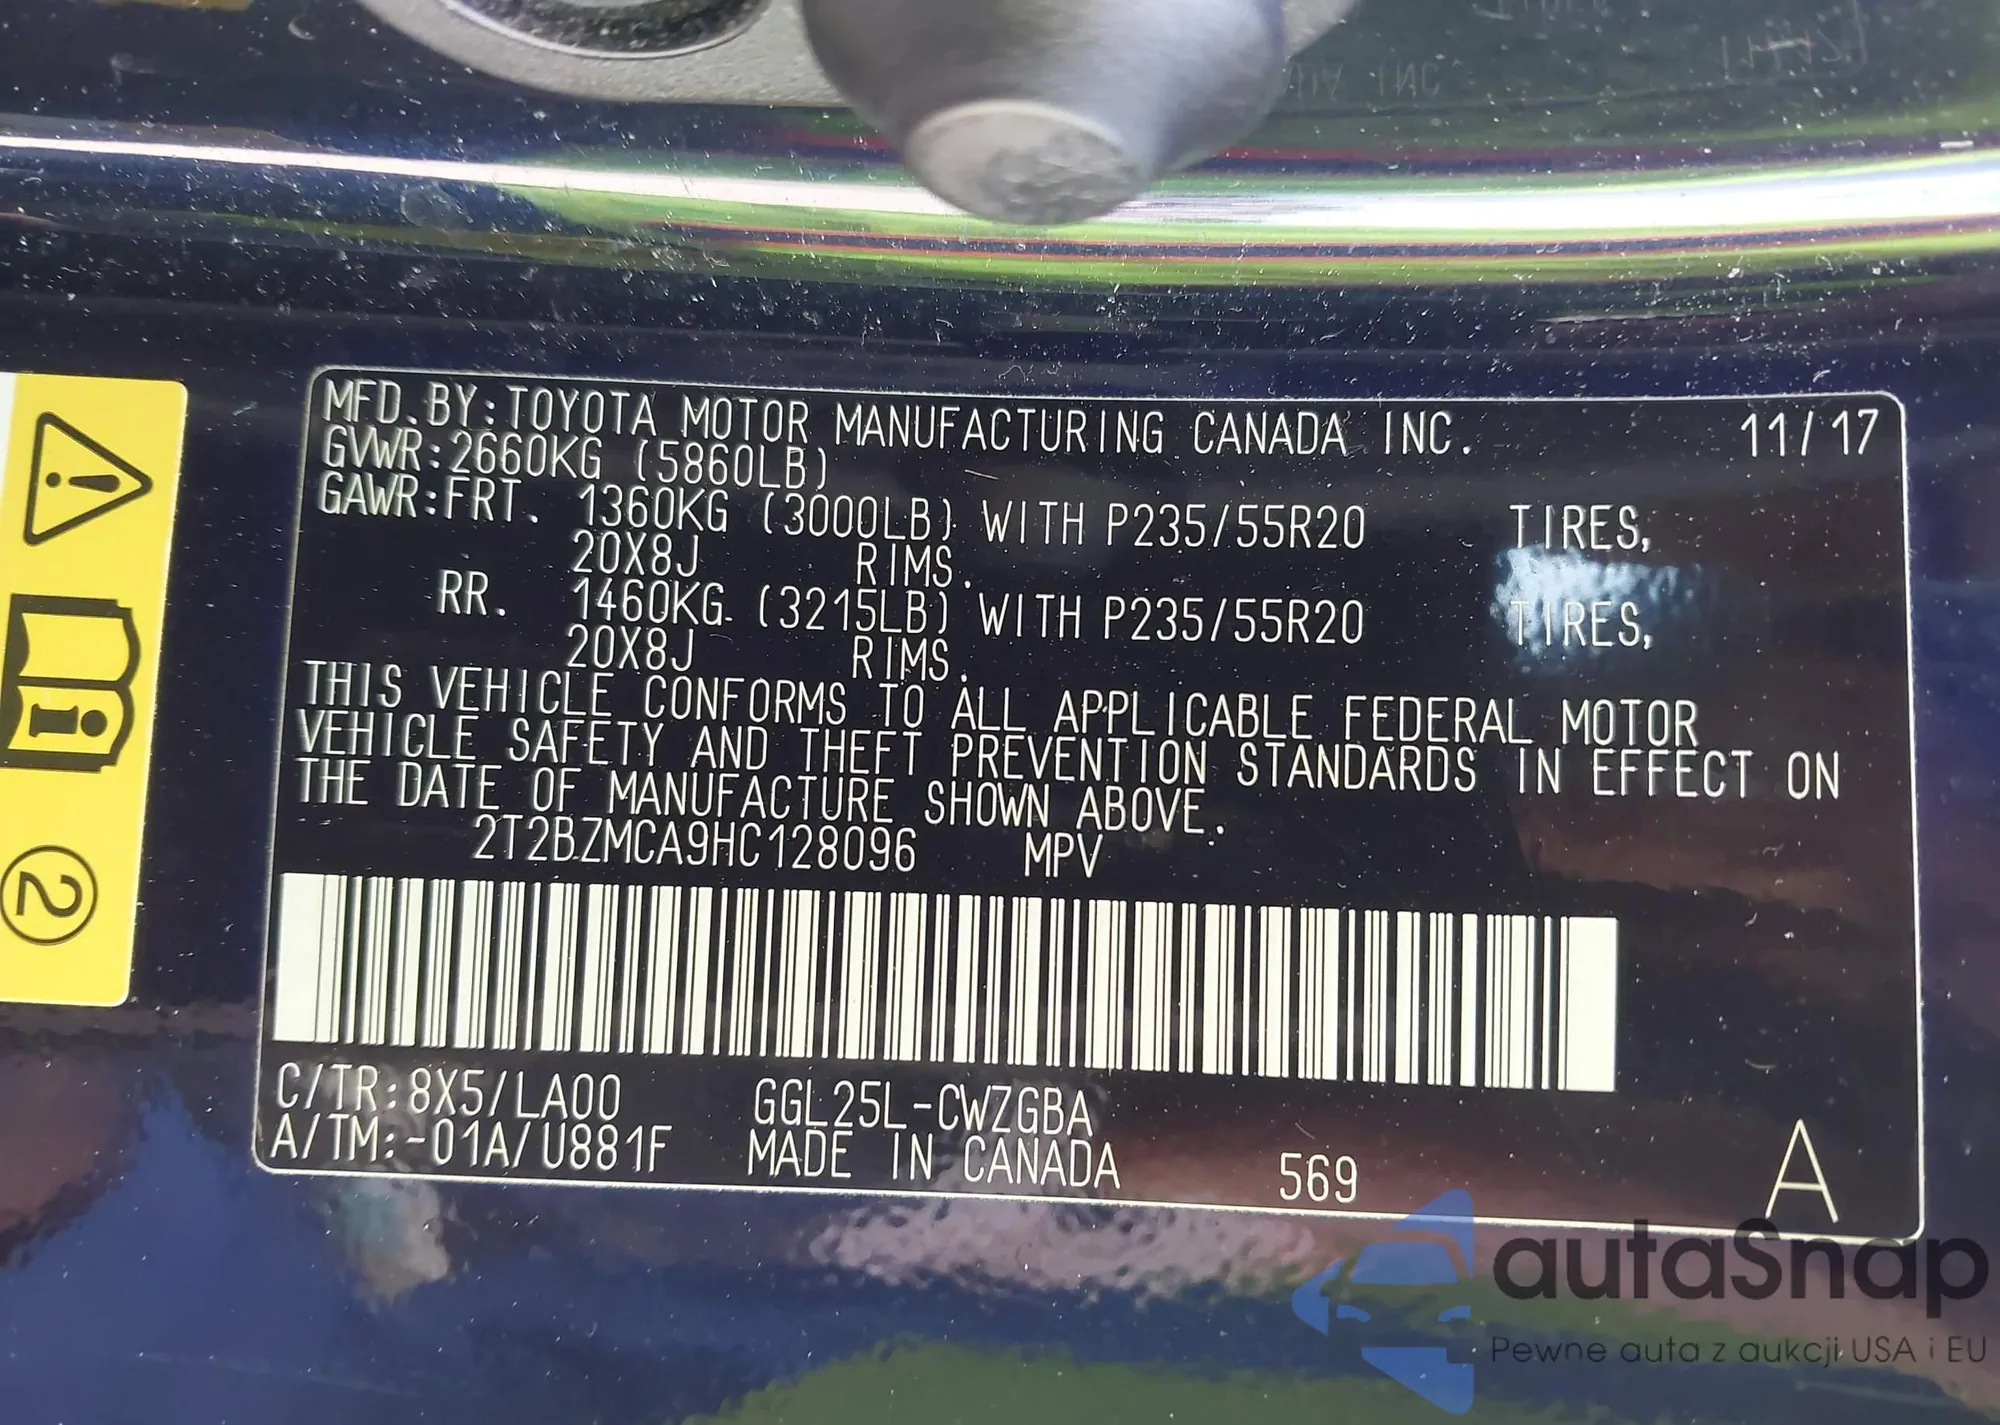 MFD.BY:TOYOTA MOTOR MANUFACTURING CANADA INC. 11/17
GVWR:2660KG (5860LB)
GAWR:FRT. 1360KG (3000LB) WITH P235/55R20 TIRES,
20X8J RIMS.
RR. 1460KG (3215LB) WITH P235/55R20 TIRES,
20X8J RIMS.
THIS VEHICLE CONFORMS TO ALL APPLICABLE FEDERAL MOTOR
VEHICLE SAFETY AND THEFT PREVENTION STANDARDS IN EFFECT ON
THE DATE OF MANUFACTURE SHOWN ABOVE.
2T2BZMCA9HC128096 MPV
C/TR:8X5/LA00 GGL25L-CWZGBA
A/TM:-01A/U881F MADE IN CANADA 569 A
2
autaSnap
Pewne auta z aukcji USA i EU